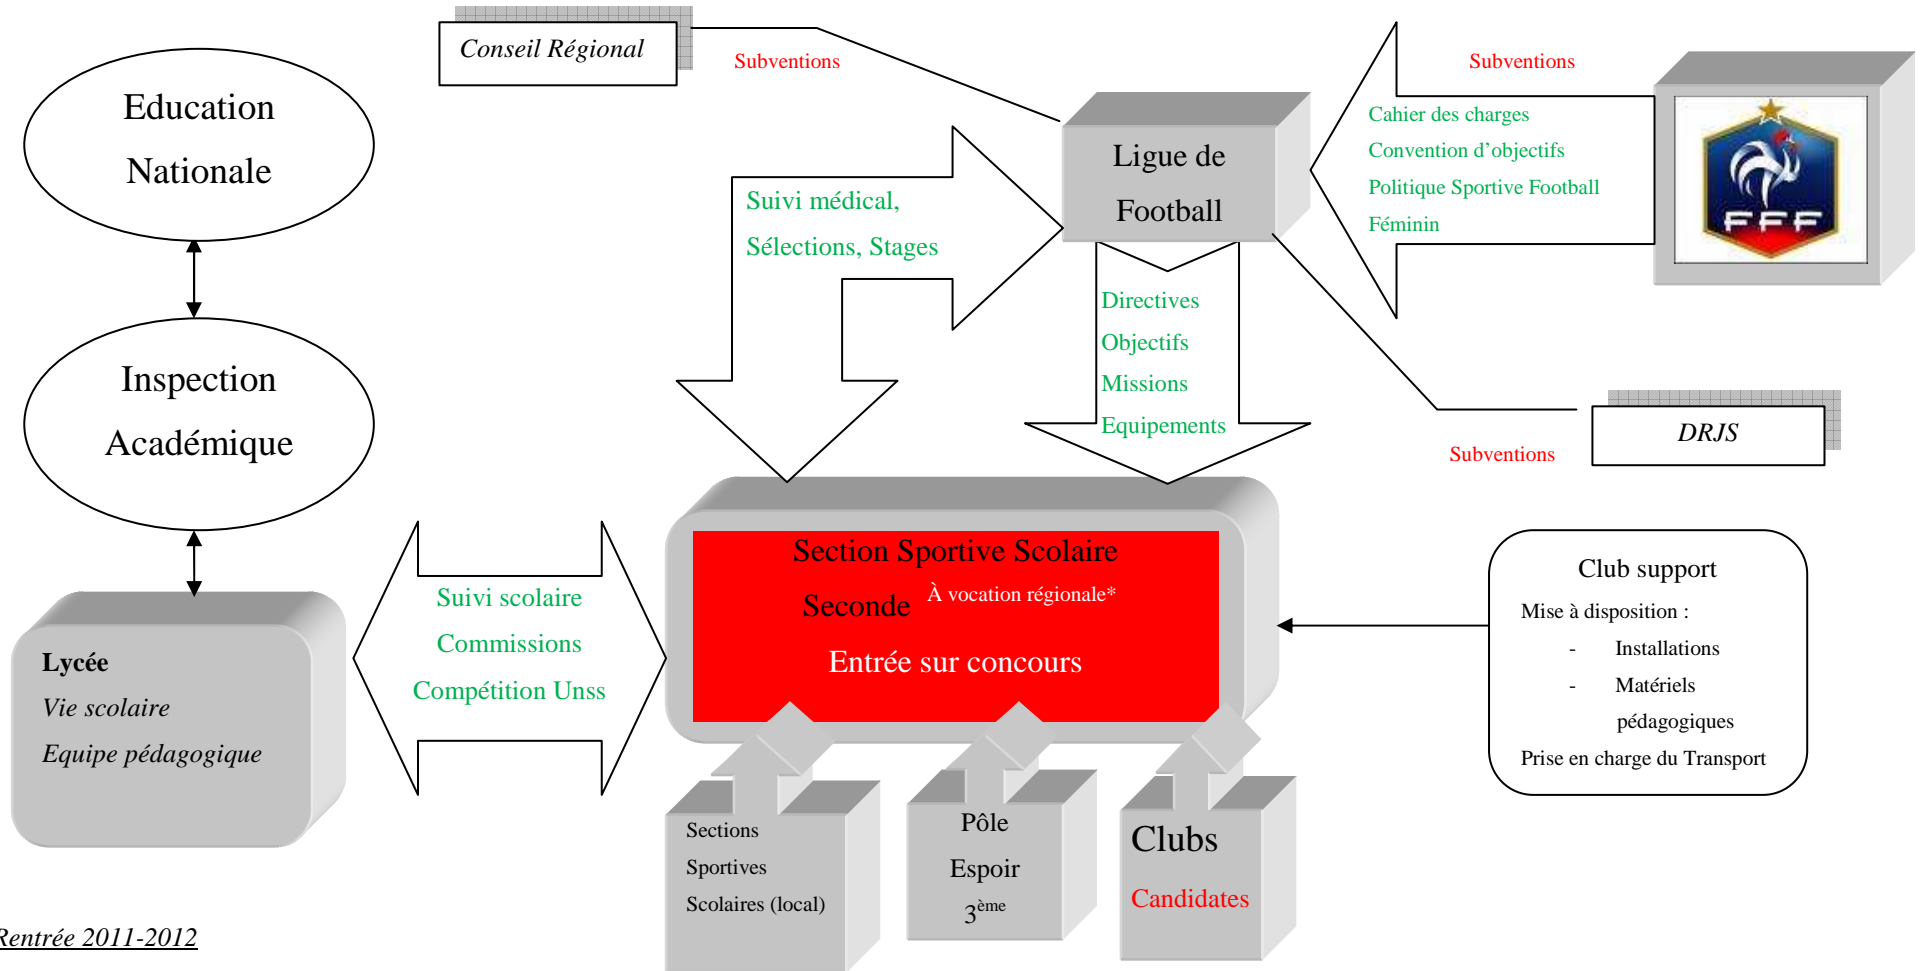 Conseil Régional
Subventions
Subventions
Education
Nationale
Cahier des charges
Convention d'objectifs
Politique Sportive Football
Féminin
FFF
Ligue de
Football
Suivi médical,
Sélections, Stages
Directives
Objectifs
Missions
Equipements
Inspection
Académique
DRJS
Subventions
Section Sportive Scolaire
Seconde À vocation régionale*
Entrée sur concours
Suivi scolaire
Commissions
Compétition Unss
Lycée
Vie scolaire
Equipe pédagogique
Club support
Mise à disposition :
- Installations
- Matériels
pédagogiques
Prise en charge du Transport
Sections
Sportives
Scolaires (local)
Pôle
Espoir
3ème
Clubs
Candidates
Rentrée 2011-2012